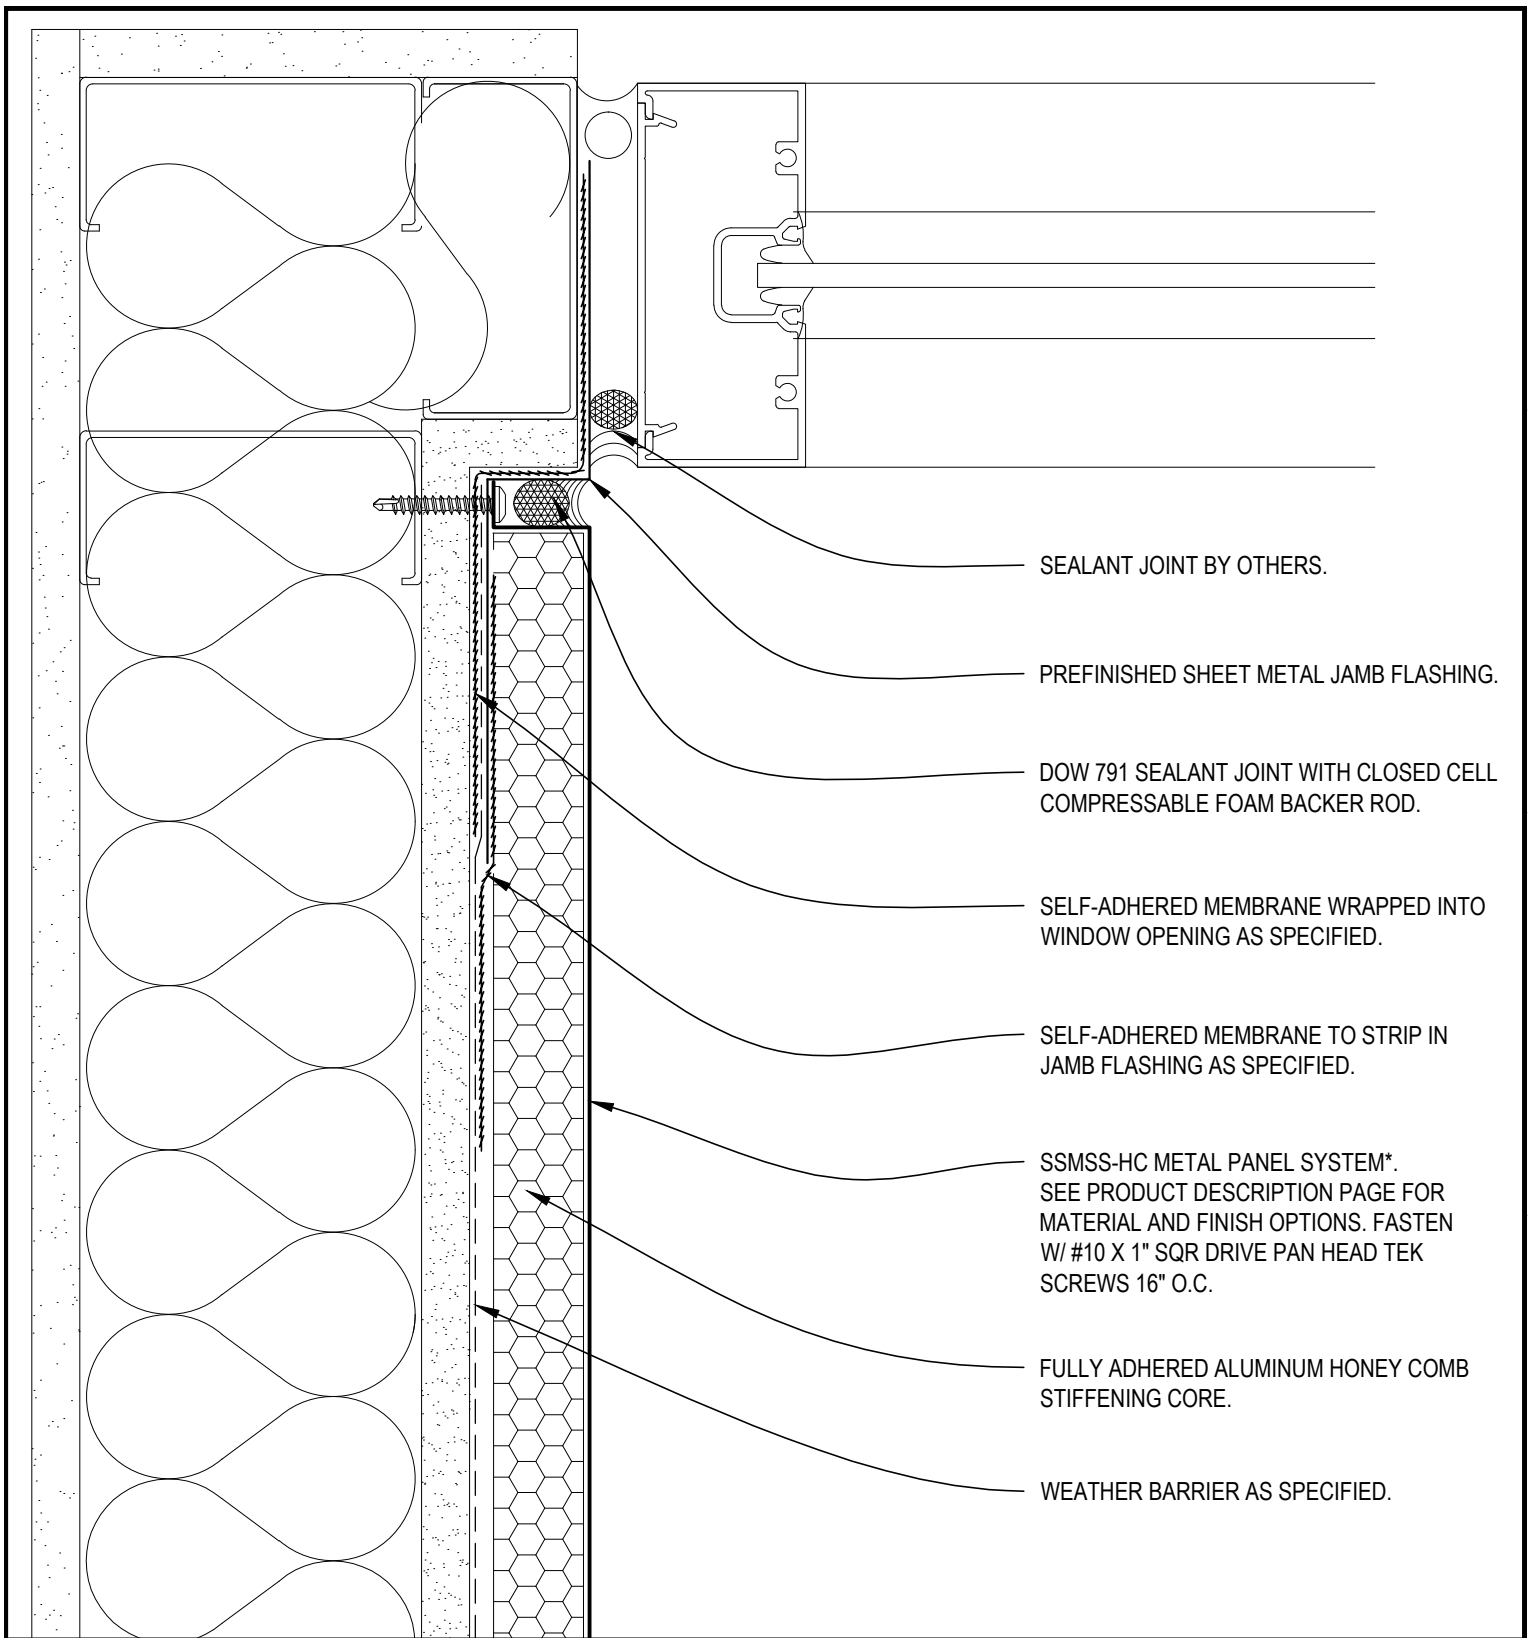 SEALANT JOINT BY OTHERS.
PREFINISHED SHEET METAL JAMB FLASHING.
DOW 791 SEALANT JOINT WITH CLOSED CELL
COMPRESSABLE FOAM BACKER ROD.
SELF-ADHERED MEMBRANE WRAPPED INTO
WINDOW OPENING AS SPECIFIED.
SELF-ADHERED MEMBRANE TO STRIP IN
JAMB FLASHING AS SPECIFIED.
SSMSS-HC METAL PANEL SYSTEM*.
SEE PRODUCT DESCRIPTION PAGE FOR
MATERIAL AND FINISH OPTIONS. FASTEN
W/ #10 X 1" SQR DRIVE PAN HEAD TEK
SCREWS 16" O.C.
FULLY ADHERED ALUMINUM HONEY COMB
STIFFENING CORE.
WEATHER BARRIER AS SPECIFIED.